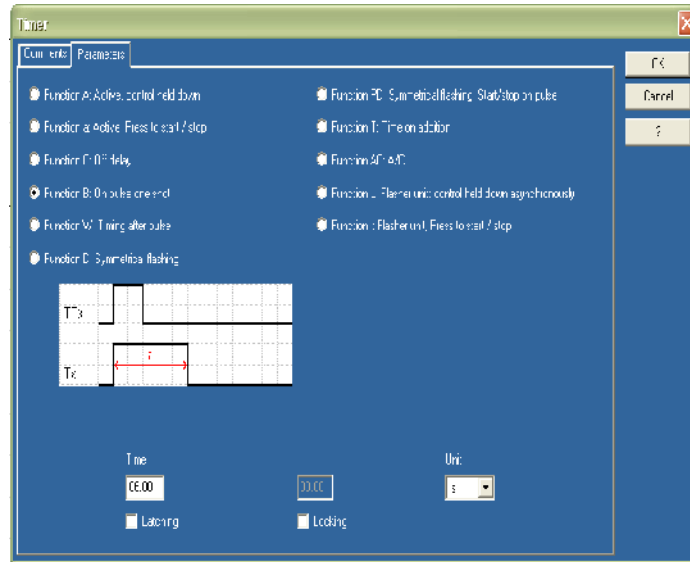 Timer
Comments Parameters
OK
Cancel
?
Function A: Active, control held down
Function a: Active, Press to start / stop
Function C: Off delay
Function B: On pulse one shot
Function W: Timing after pulse
Function D: Symmetrical flashing
Function PD: Symmetrical flashing, Start/stop on pulse
Function T: Time on addition
Function AC: A/C
Function L: Flasher unit, control held down asynchronously
Function l: Flasher unit, Press to start / stop
TTx
Tx
Time
Unit
06.00
00.00
s
Latching
Locking